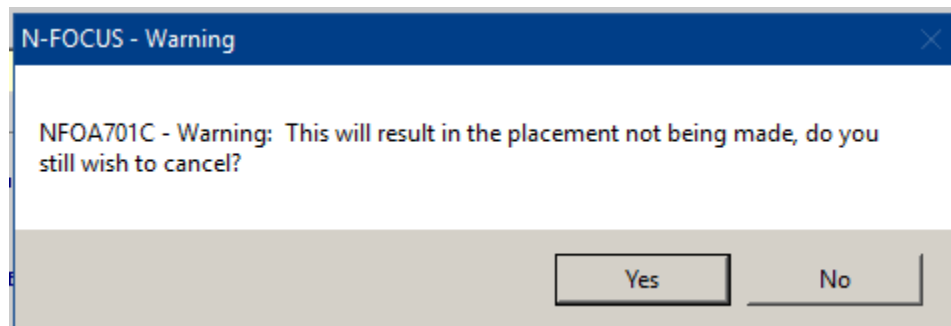 N-FOCUS - Warning
NFOA701C - Warning:  This will result in the placement not being made, do you
still wish to cancel?
Yes
No